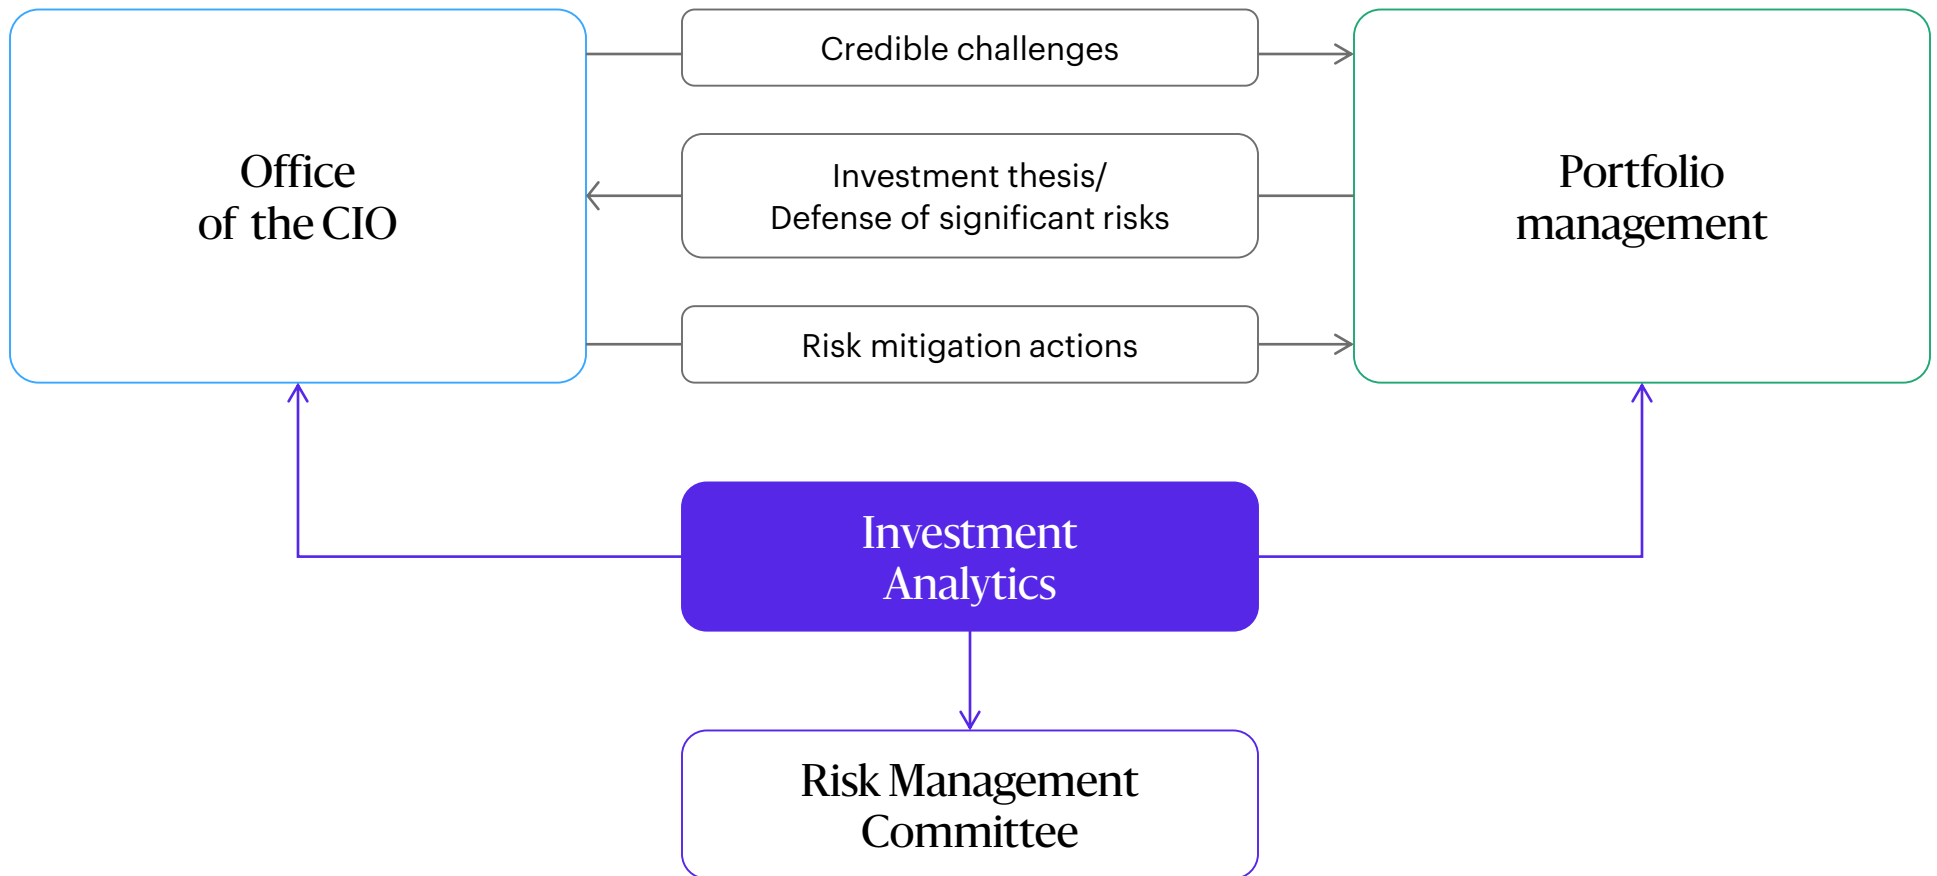 Credible challenges
Office
of the CIO
Investment thesis/
Defense of significant risks
Portfolio
management
Risk mitigation actions
Investment
Analytics
Risk Management
Committee